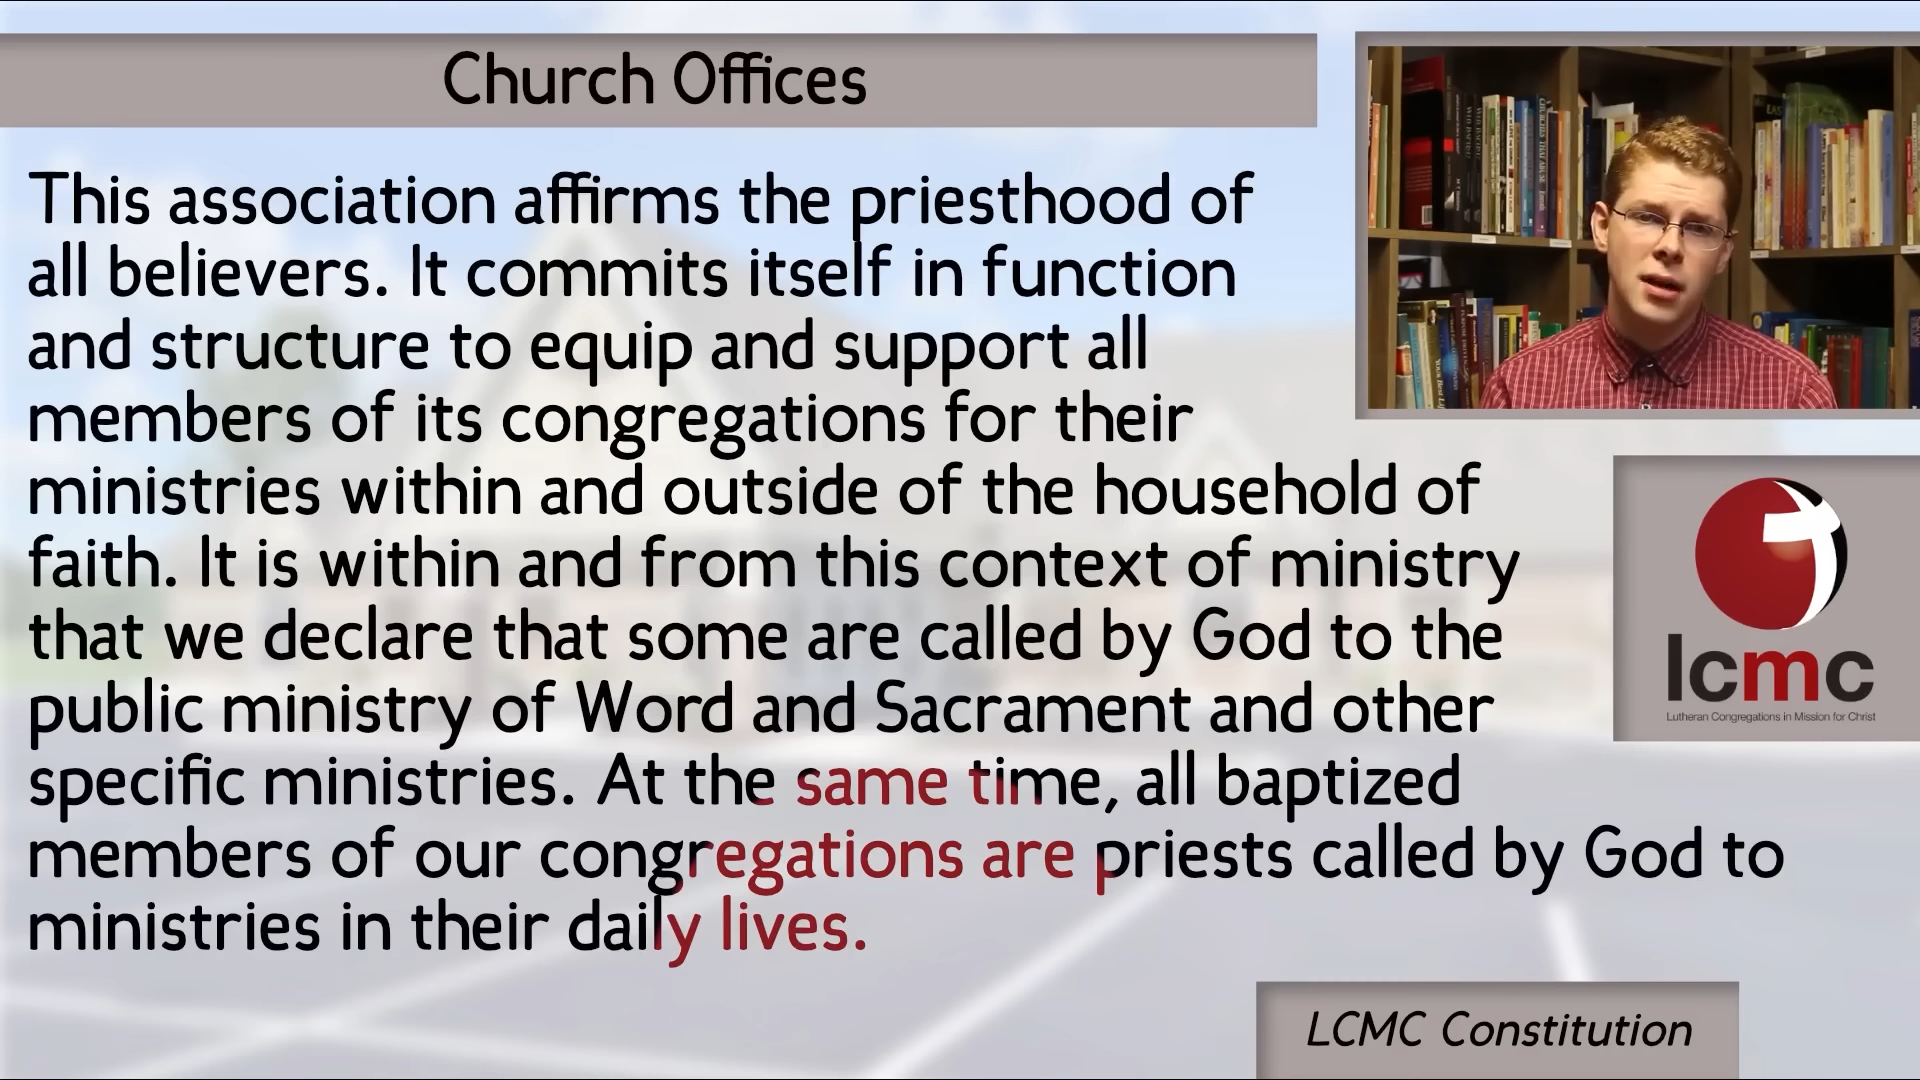 Church Offices
This association affirms the priesthood of
all believers. It commits itself in function
and structure to equip and support all
members of its congregations for their
ministries within and outside of the household of
faith. It is within and from this context of ministry
that we declare that some are called by God to the
public ministry of Word and Sacrament and other
specific ministries. At the same time, all baptized
members of our congregations are priests called by God to
ministries in their daily lives.
lcmc
Lutheran Congregations in Mission for Christ
LCMC Constitution